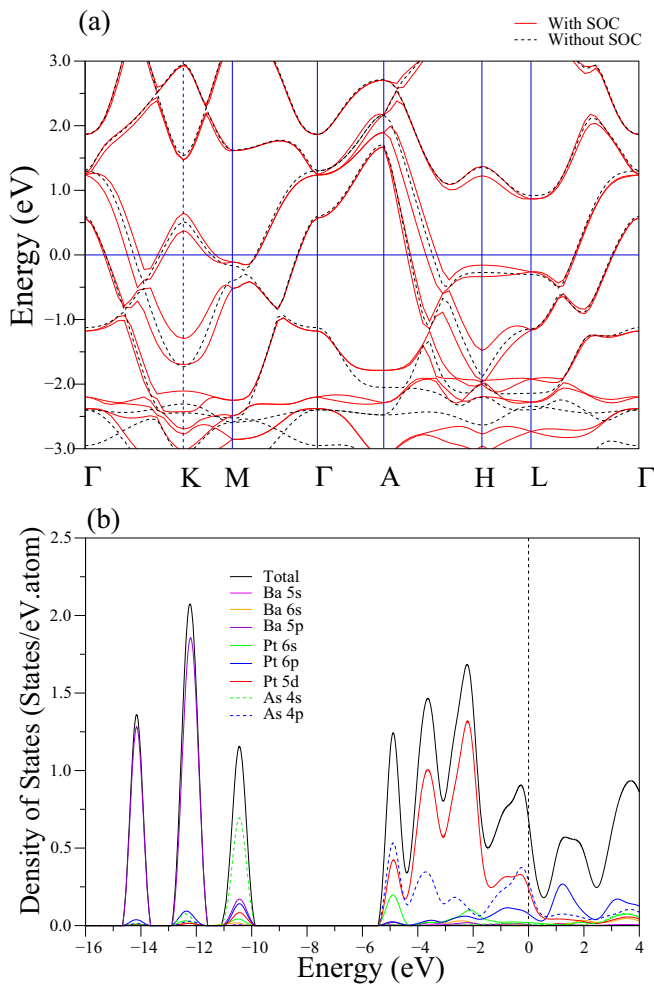 (a)
With SOC
Without SOC
Energy (eV)
3.0
2.0
1.0
0.0
−1.0
−2.0
−3.0
Γ K M Γ A H L Γ
(b)
Density of States (States/eV.atom)
2.5
2.0
1.5
1.0
0.5
0.0
Total
Ba 5s
Ba 6s
Ba 5p
Pt 6s
Pt 6p
Pt 5d
As 4s
As 4p
−16 −14 −12 −10 −8 −6 −4 −2 0 2 4
Energy (eV)